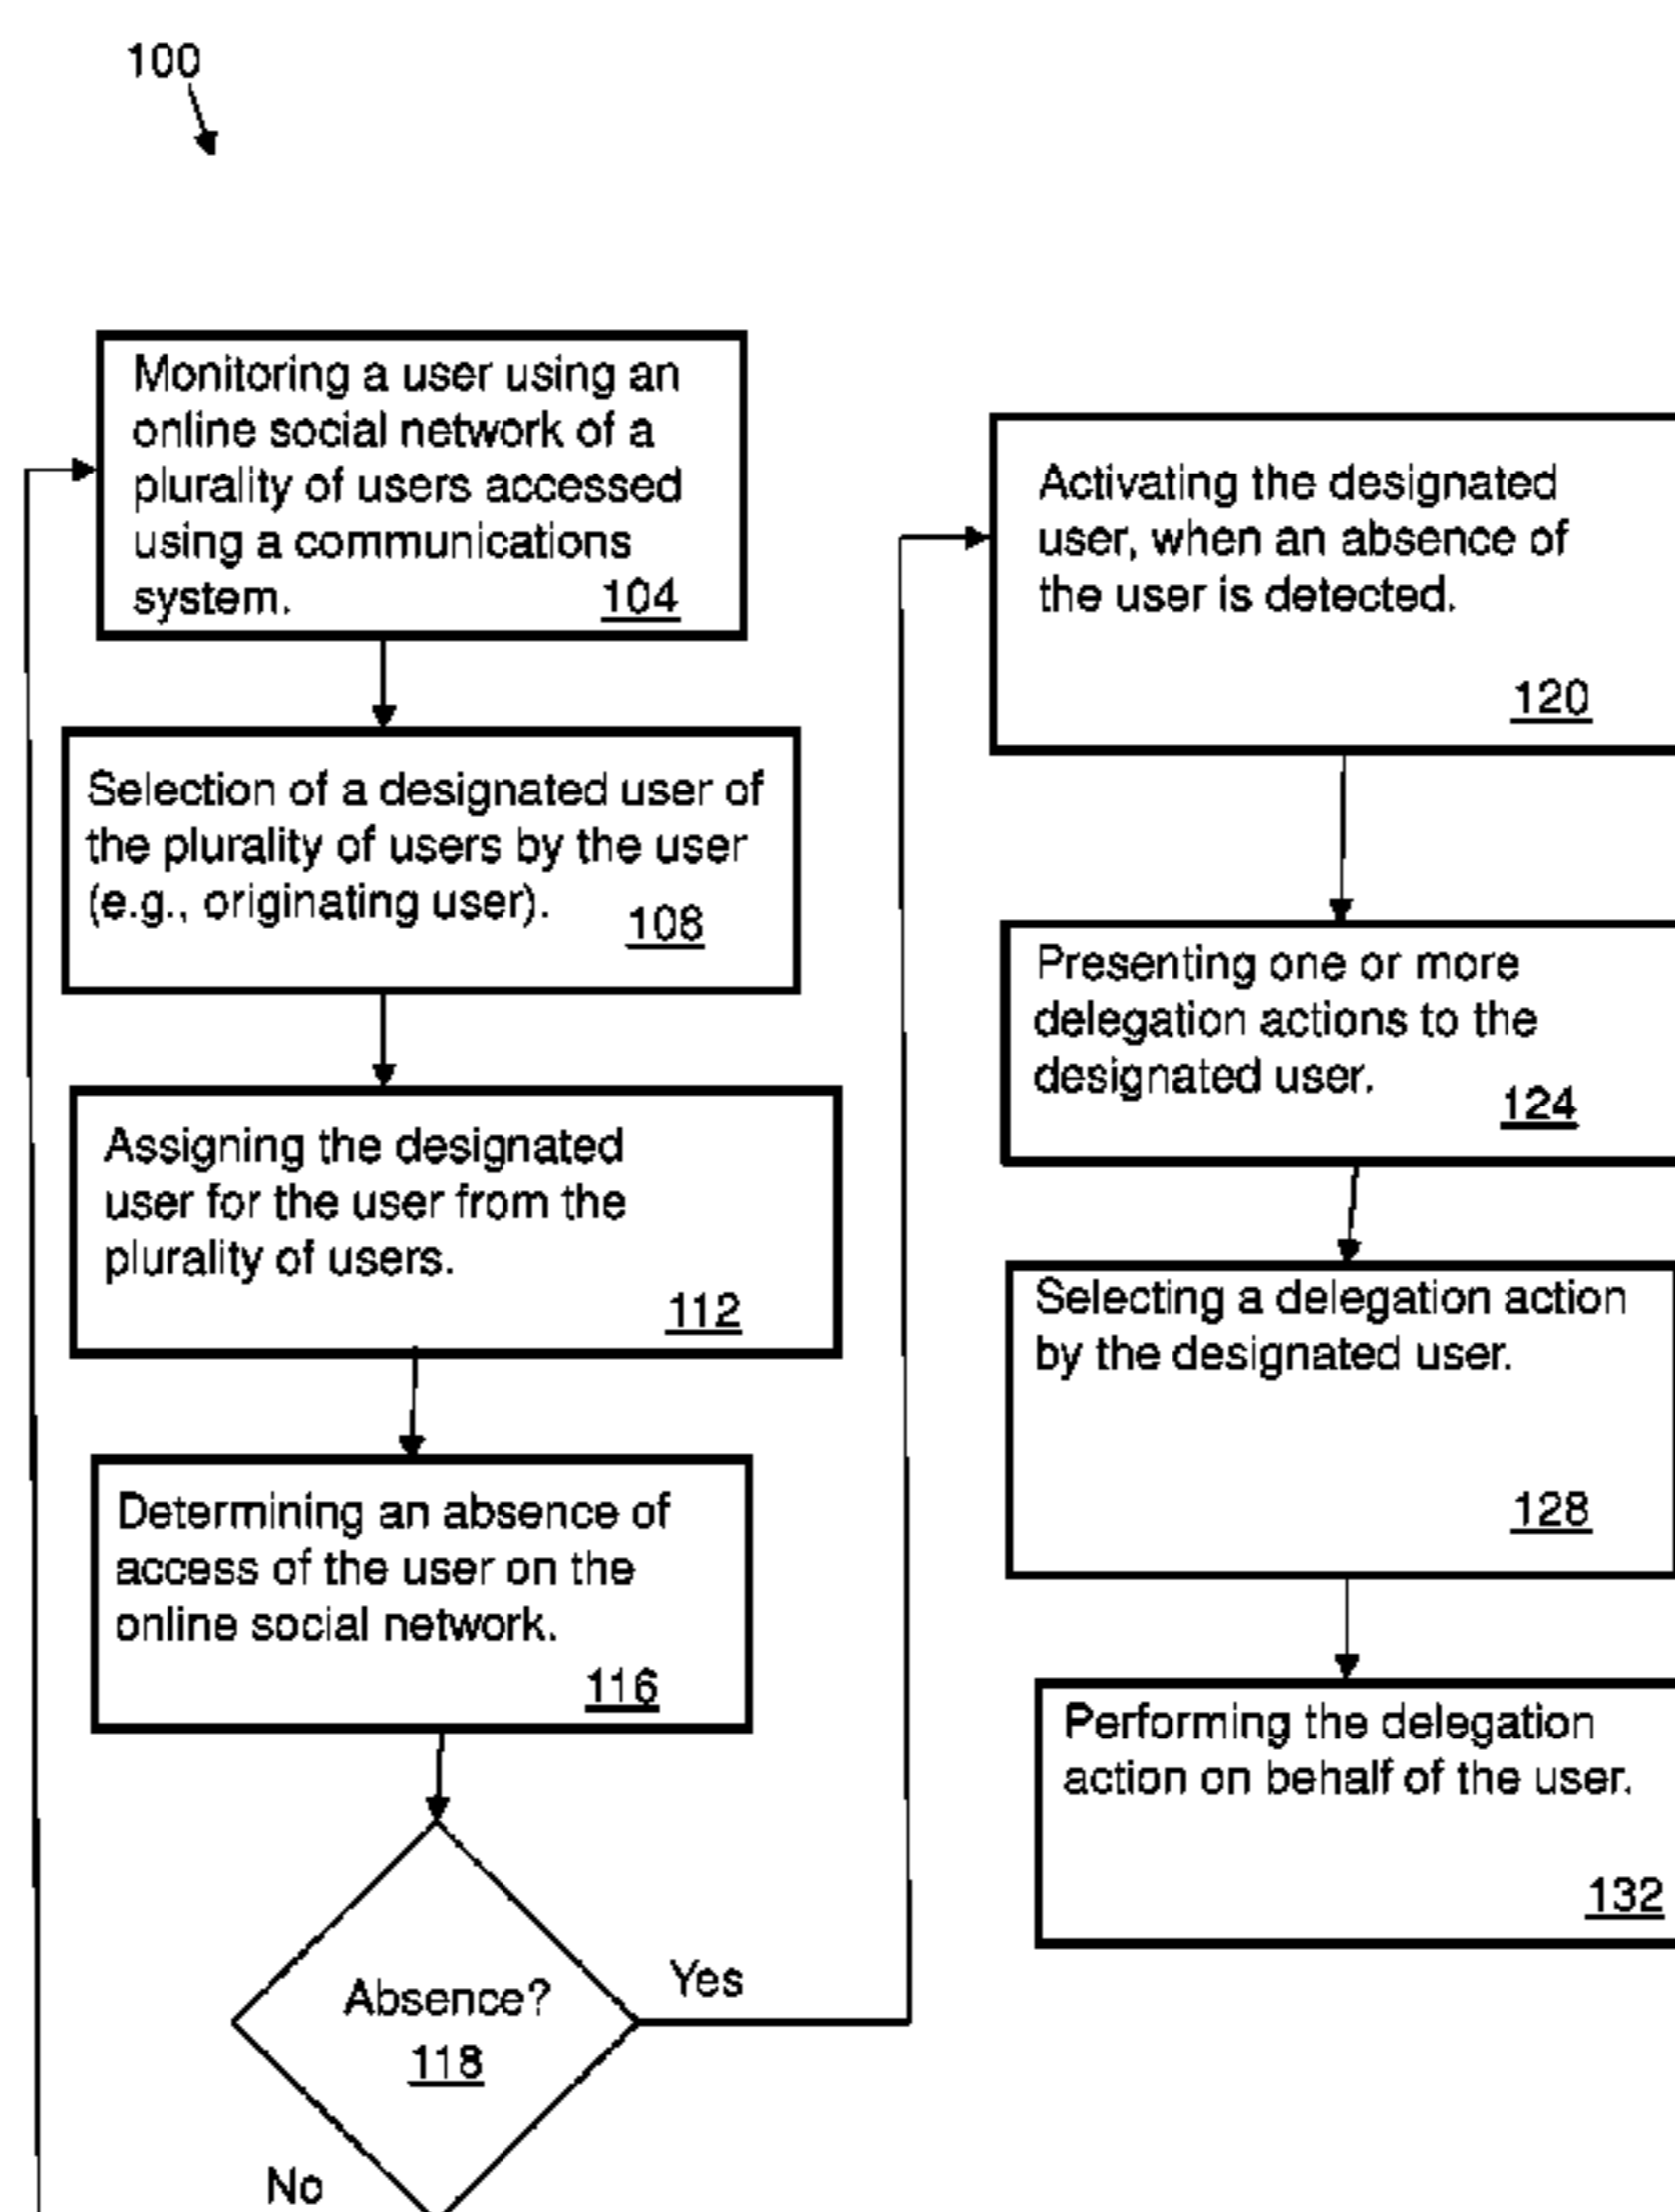 100
Monitoring a user using an
online social network of a
plurality of users accessed
using a communications
system.
104
Selection of a designated user of
the plurality of users by the user
(e.g., originating user).
108
Assigning the designated
user for the user from the
plurality of users.
112
Determining an absence of
access of the user on the
online social network.
116
Absence?
118
Yes
No
Activating the designated
user, when an absence of
the user is detected.
120
Presenting one or more
delegation actions to the
designated user.
124
Selecting a delegation action
by the designated user.
128
Performing the delegation
action on behalf of the user.
132